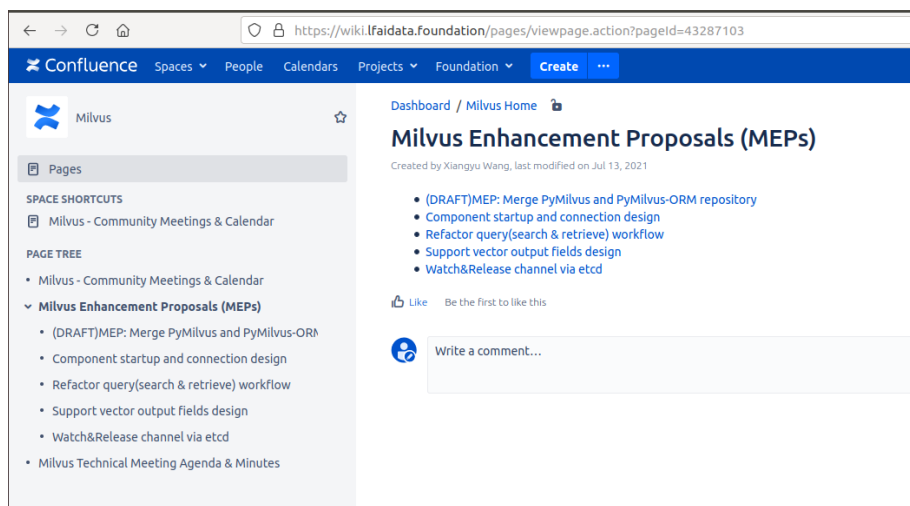 https://wiki.lfaidata.foundation/pages/viewpage.action?pageId=43287103
Confluence Spaces People Calendars Projects Foundation Create ...
Milvus
Pages
SPACE SHORTCUTS
Milvus - Community Meetings & Calendar
PAGE TREE
Milvus - Community Meetings & Calendar
Milvus Enhancement Proposals (MEPs)
(DRAFT)MEP: Merge PyMilvus and PyMilvus-ORM
Component startup and connection design
Refactor query(search & retrieve) workflow
Support vector output fields design
Watch&Release channel via etcd
Milvus Technical Meeting Agenda & Minutes
Dashboard / Milvus Home
Milvus Enhancement Proposals (MEPs)
Created by Xiangyu Wang, last modified on Jul 13, 2021
(DRAFT)MEP: Merge PyMilvus and PyMilvus-ORM repository
Component startup and connection design
Refactor query(search & retrieve) workflow
Support vector output fields design
Watch&Release channel via etcd
Like Be the first to like this
Write a comment...